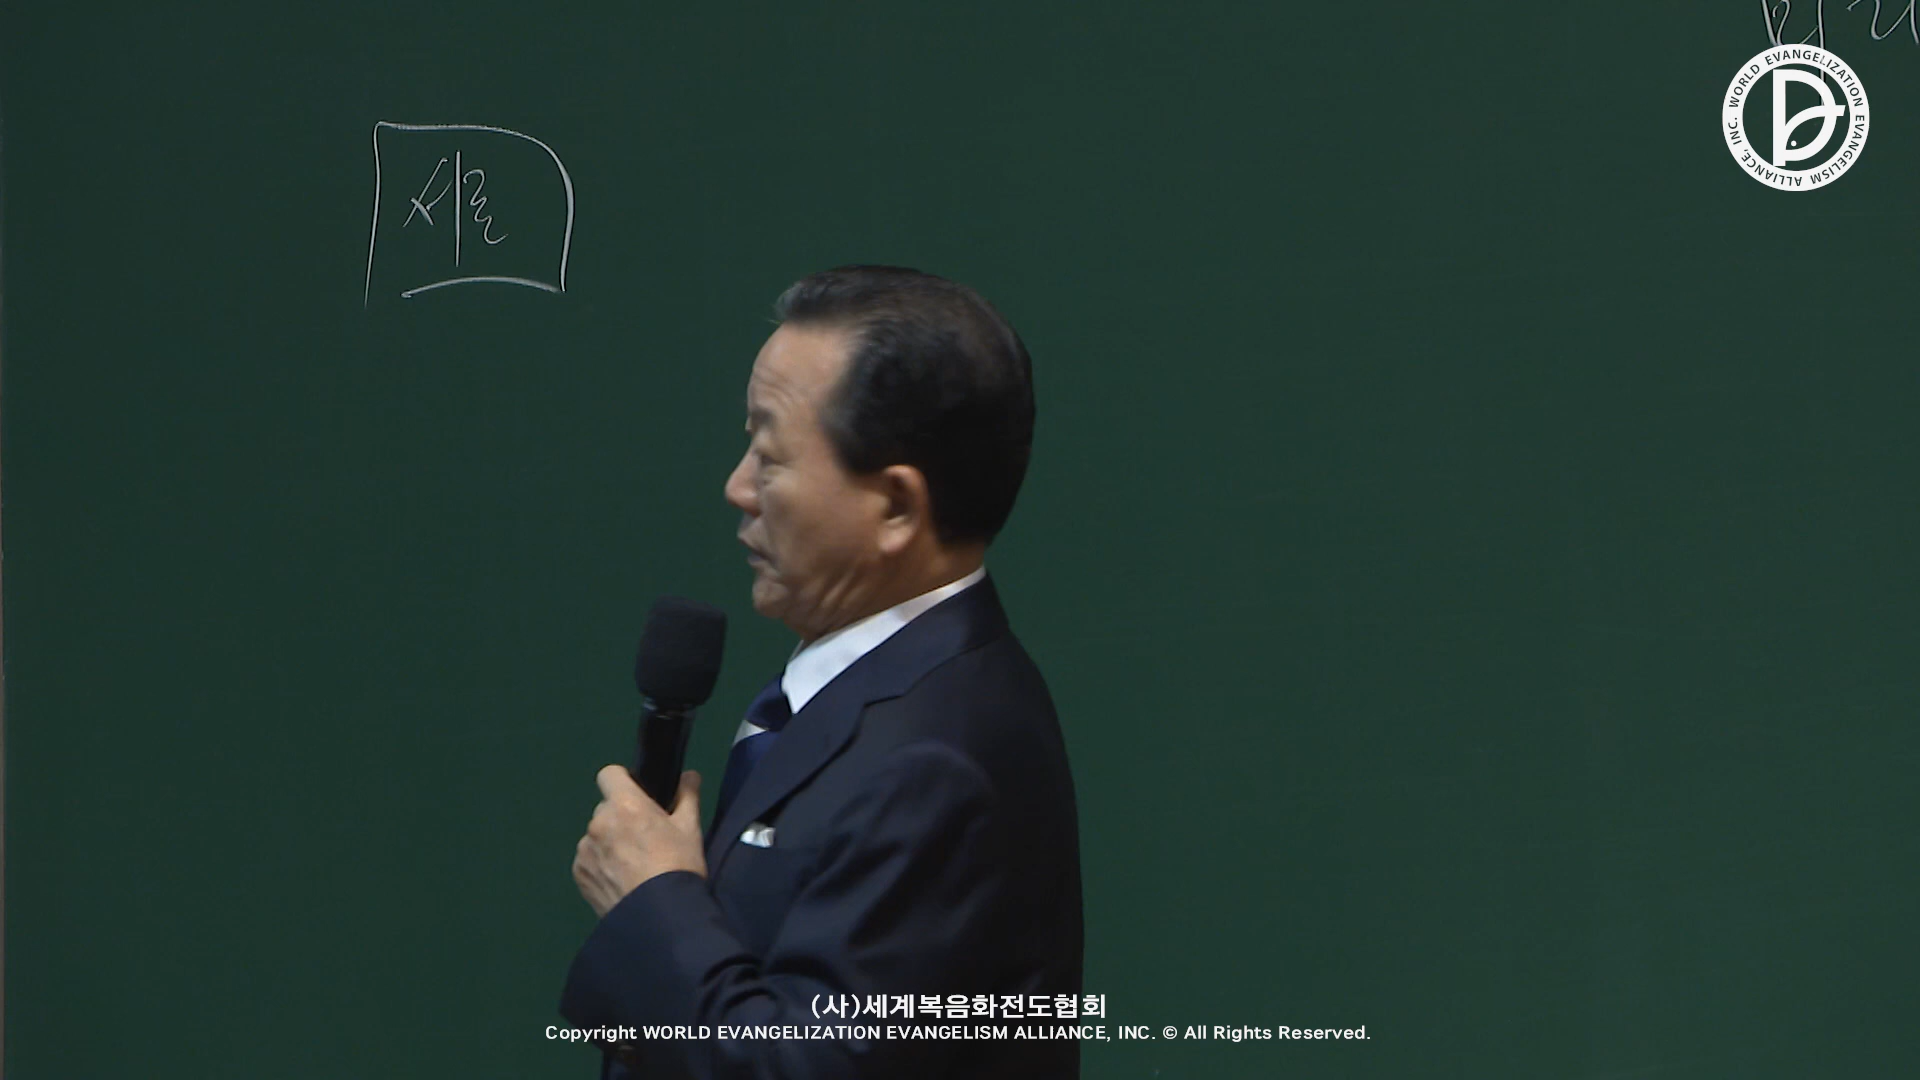 서론
WORLD EVANGELIZATION EVANGELISM ALLIANCE, INC.
(사)세계복음화전도협회
Copyright WORLD EVANGELIZATION EVANGELISM ALLIANCE, INC. © All Rights Reserved.